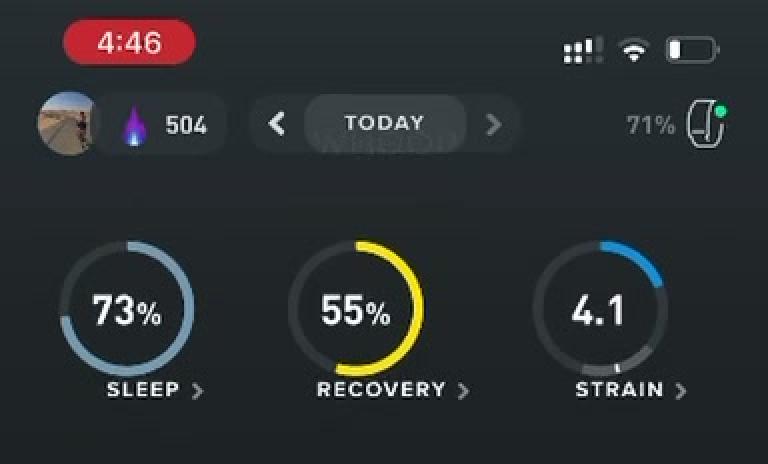 4:46
504
TODAY
71%
73%
55%
4.1
SLEEP
RECOVERY
STRAIN